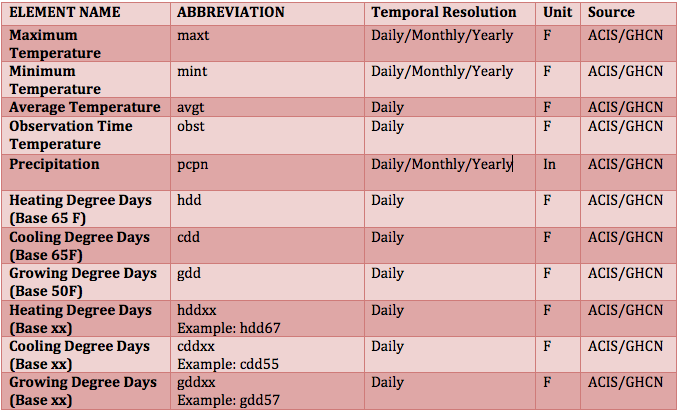 ELEMENT NAME ABBREVIATION Temporal Resolution Unit Source
Maximum maxt Daily/Monthly/Yearly F ACIS/GHCN
Temperature
Minimum mint Daily/Monthly/Yearly F ACIS/GHCN
Temperature
Average Temperature avgt Daily F ACIS/GHCN
Observation Time obst Daily F ACIS/GHCN
Temperature
Precipitation pcpn Daily/Monthly/Yearly In ACIS/GHCN
Heating Degree Days hdd Daily F ACIS/GHCN
(Base 65 F)
Cooling Degree Days cdd Daily F ACIS/GHCN
(Base 65F)
Growing Degree Days gdd Daily F ACIS/GHCN
(Base 50F)
Heating Degree Days hddxx Daily F ACIS/GHCN
(Base xx) Example: hdd67
Cooling Degree Days cddxx Daily F ACIS/GHCN
(Base xx) Example: cdd55
Growing Degree Days gddxx Daily F ACIS/GHCN
(Base xx) Example: gdd57